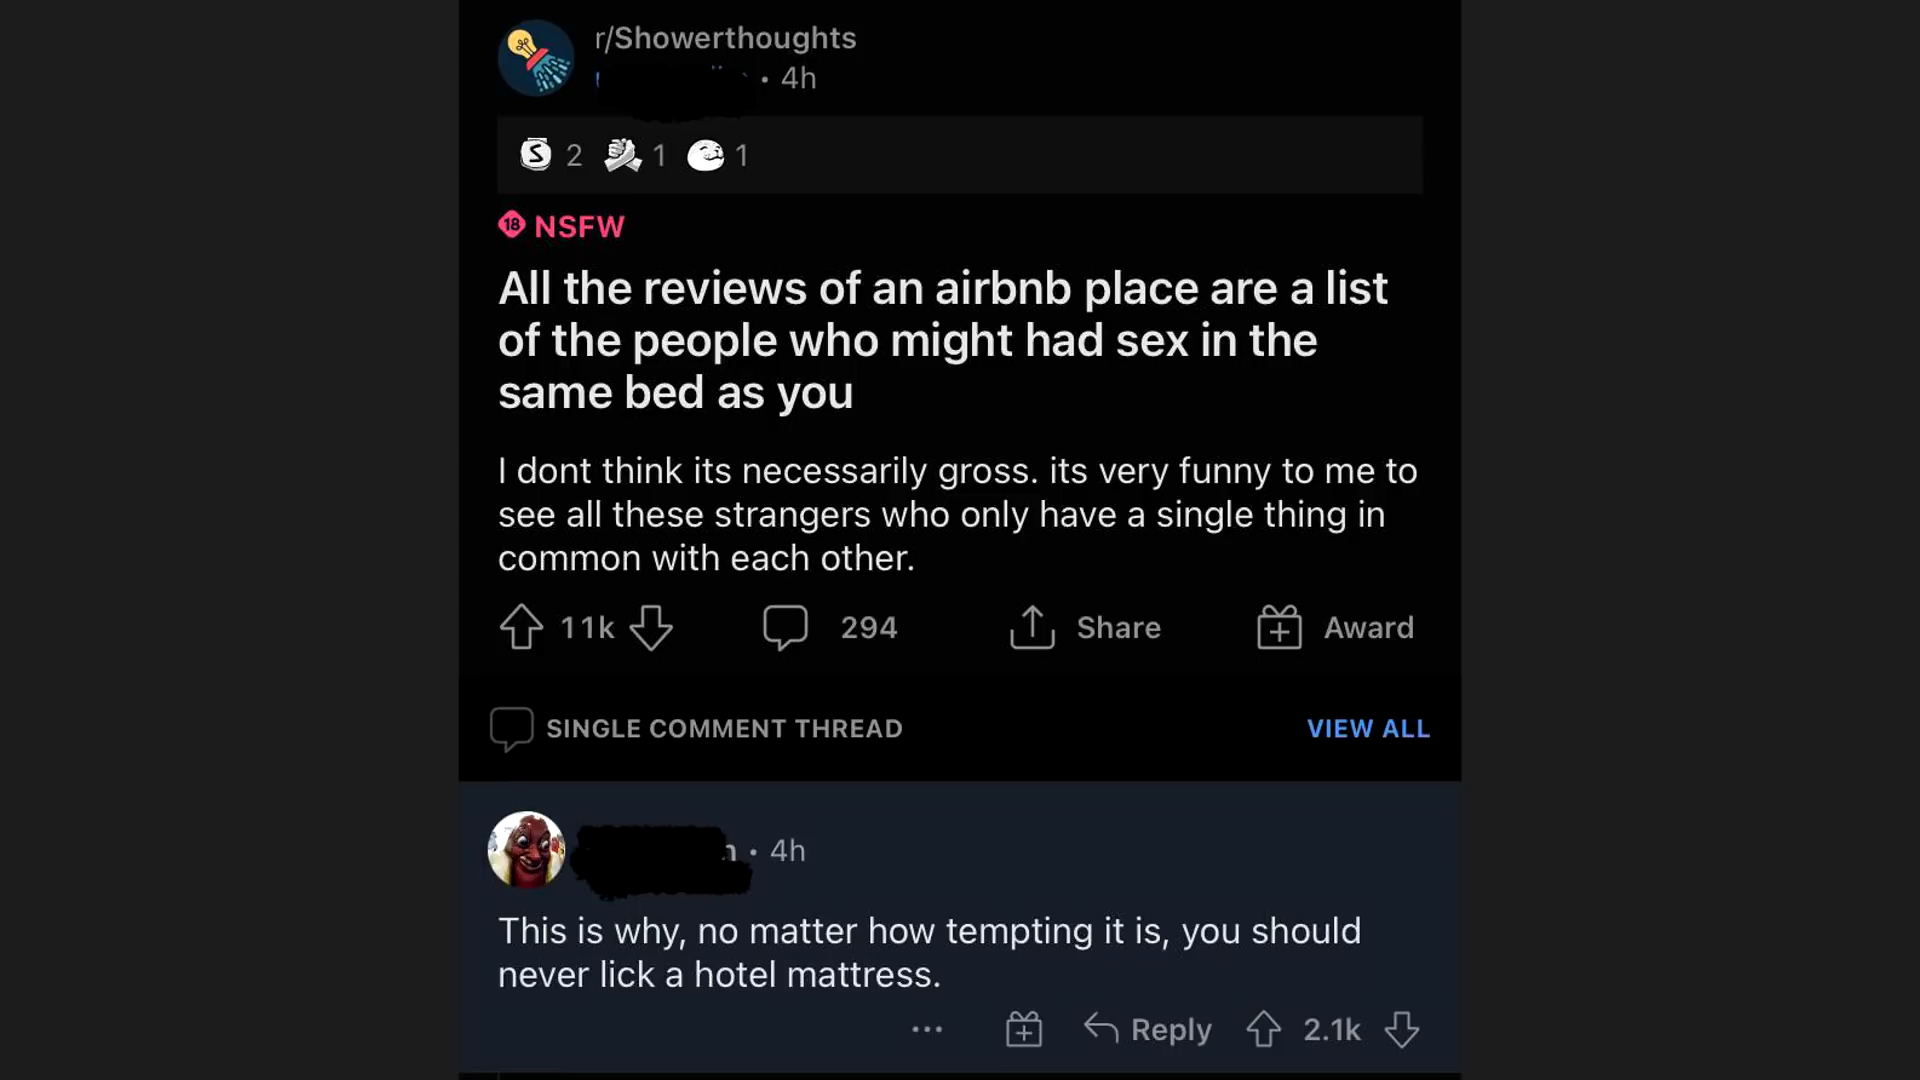 r/Showerthoughts
• 4h
S 2 1 1
18 NSFW
All the reviews of an airbnb place are a list
of the people who might had sex in the
same bed as you
I dont think its necessarily gross. its very funny to me to
see all these strangers who only have a single thing in
common with each other.
11k 294 Share Award
SINGLE COMMENT THREAD VIEW ALL
• 4h
This is why, no matter how tempting it is, you should
never lick a hotel mattress.
... Reply 2.1k